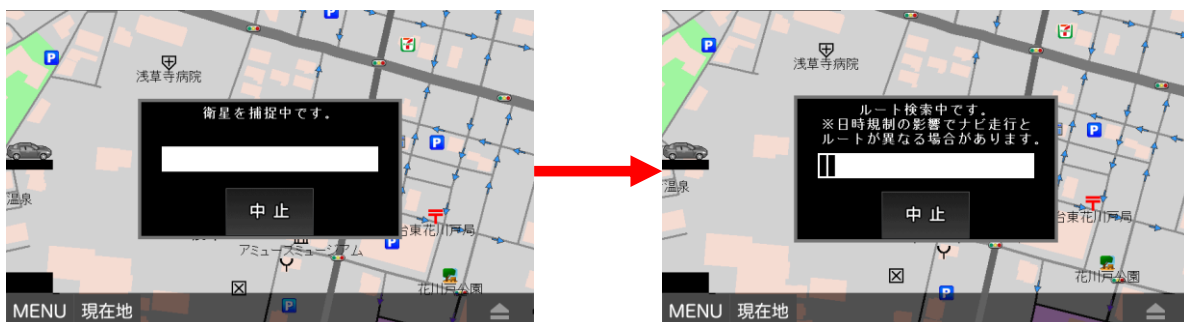 P
7
浅草寺病院
衛星を捕捉中です。
P
温泉
中 止
台東花川戸局
P
アミューズミュージアム
花川戸公園
P
MENU 現在地
P
7
浅草寺病院
ルート検索中です。
※日時規制の影響でナビ走行と
ルートが異なる場合があります。
P
温泉
中 止
台東花川戸局
花川戸公園
P
MENU 現在地